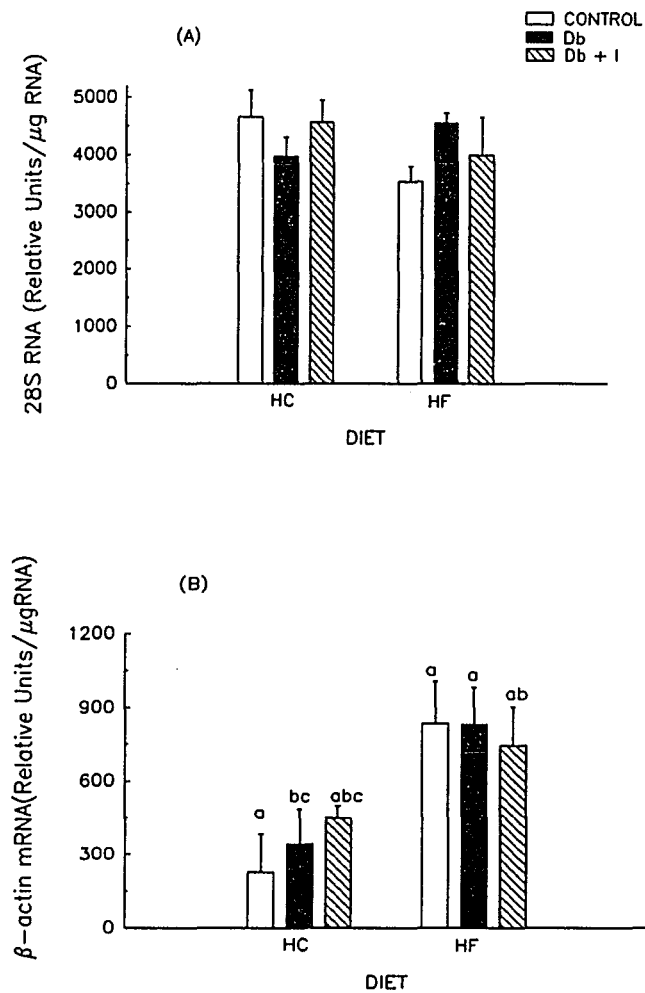 CONTROL
Db
Db + I
(A)
28S RNA (Relative Units/μg RNA)
5000
4000
3000
2000
1000
0
HC
HF
DIET
(B)
β-actin mRNA(Relative Units/μgRNA)
1200
900
600
300
0
a
bc
abc
a
a
ab
HC
HF
DIET